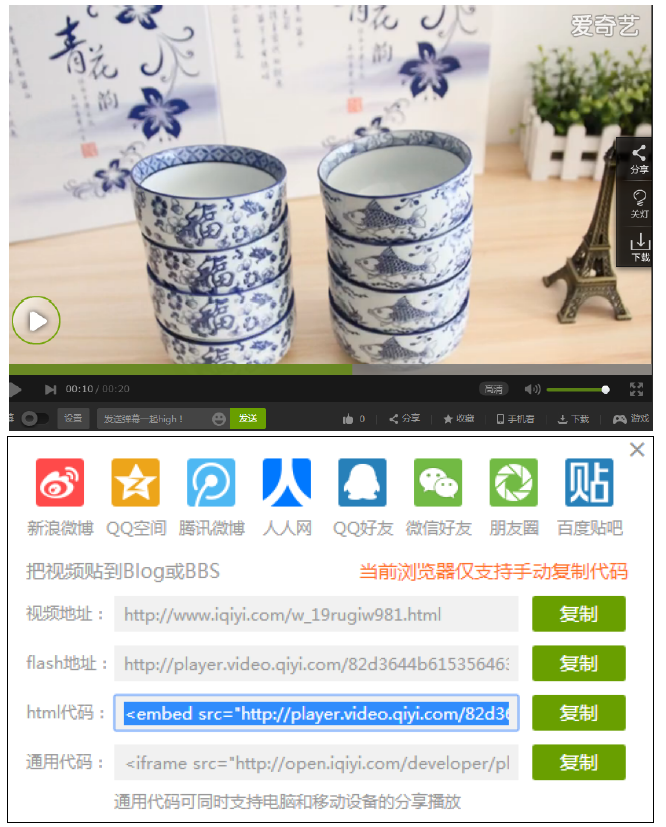 爱奇艺
青花韵
分享
关灯
下载
福
福
00:10 / 00:20
高清
设置
发送弹幕一起high！
发送
0
分享
收藏
手机看
下载
游戏
贴
新浪微博
QQ空间
腾讯微博
人人网
QQ好友
微信好友
朋友圈
百度贴吧
把视频贴到Blog或BBS
当前浏览器仅支持手动复制代码
视频地址：
http://www.iqiyi.com/w_19rugiw981.html
复制
flash地址：
http://player.video.qiyi.com/82d3644b61535646
复制
html代码：
<embed src="http://player.video.qiyi.com/82d36
复制
通用代码：
<iframe src="http://open.iqiyi.com/developer/pl
复制
通用代码可同时支持电脑和移动设备的分享播放